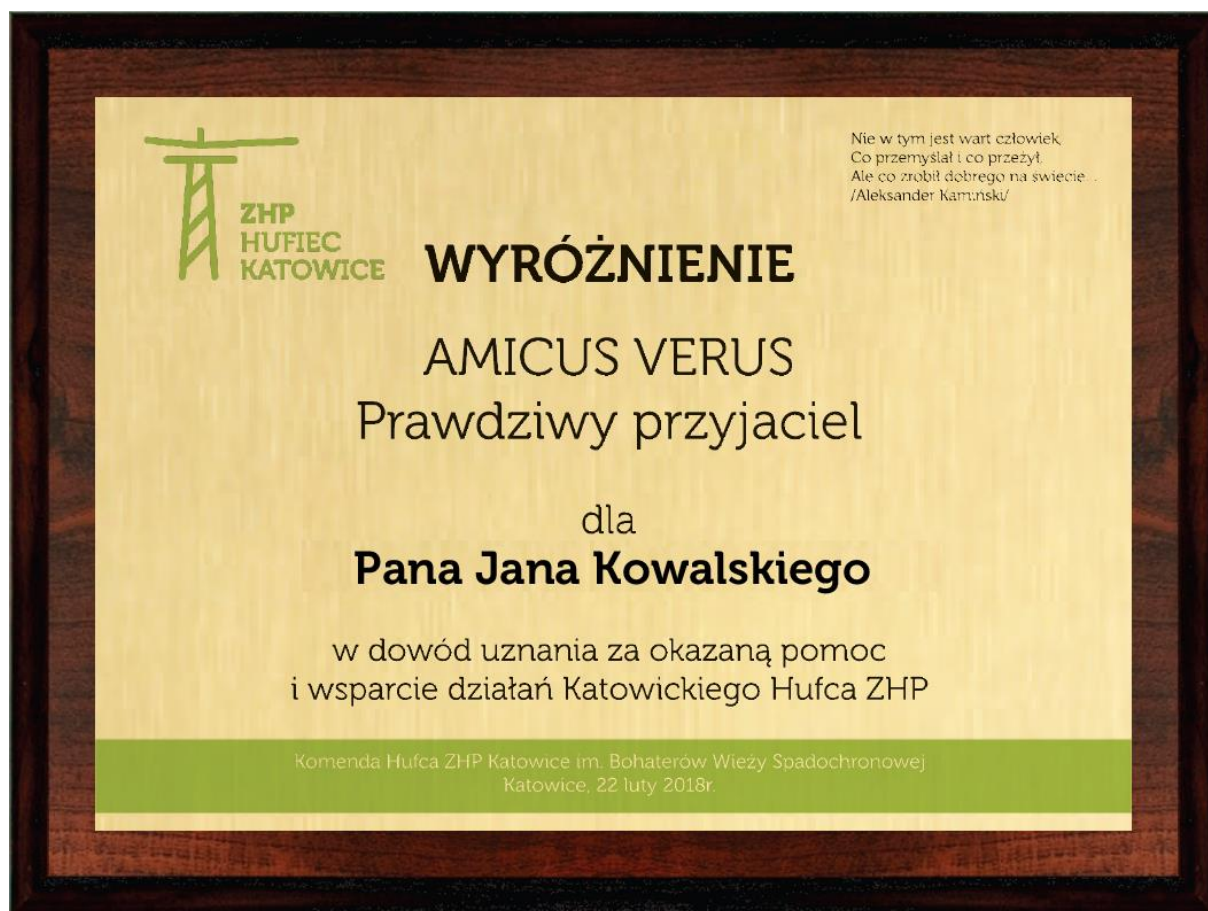 ZHP
HUFIEC
KATOWICE
Nie w tym jest wart człowiek,
Co przemyślał i co przeżył,
Ale co zrobił dobrego na świecie...
/Aleksander Kamiński/
WYRÓŻNIENIE
AMICUS VERUS
Prawdziwy przyjaciel
dla
Pana Jana Kowalskiego
w dowód uznania za okazaną pomoc
i wsparcie działań Katowickiego Hufca ZHP
Komenda Hufca ZHP Katowice im. Bohaterów Wieży Spadochronowej
Katowice, 22 luty 2018r.